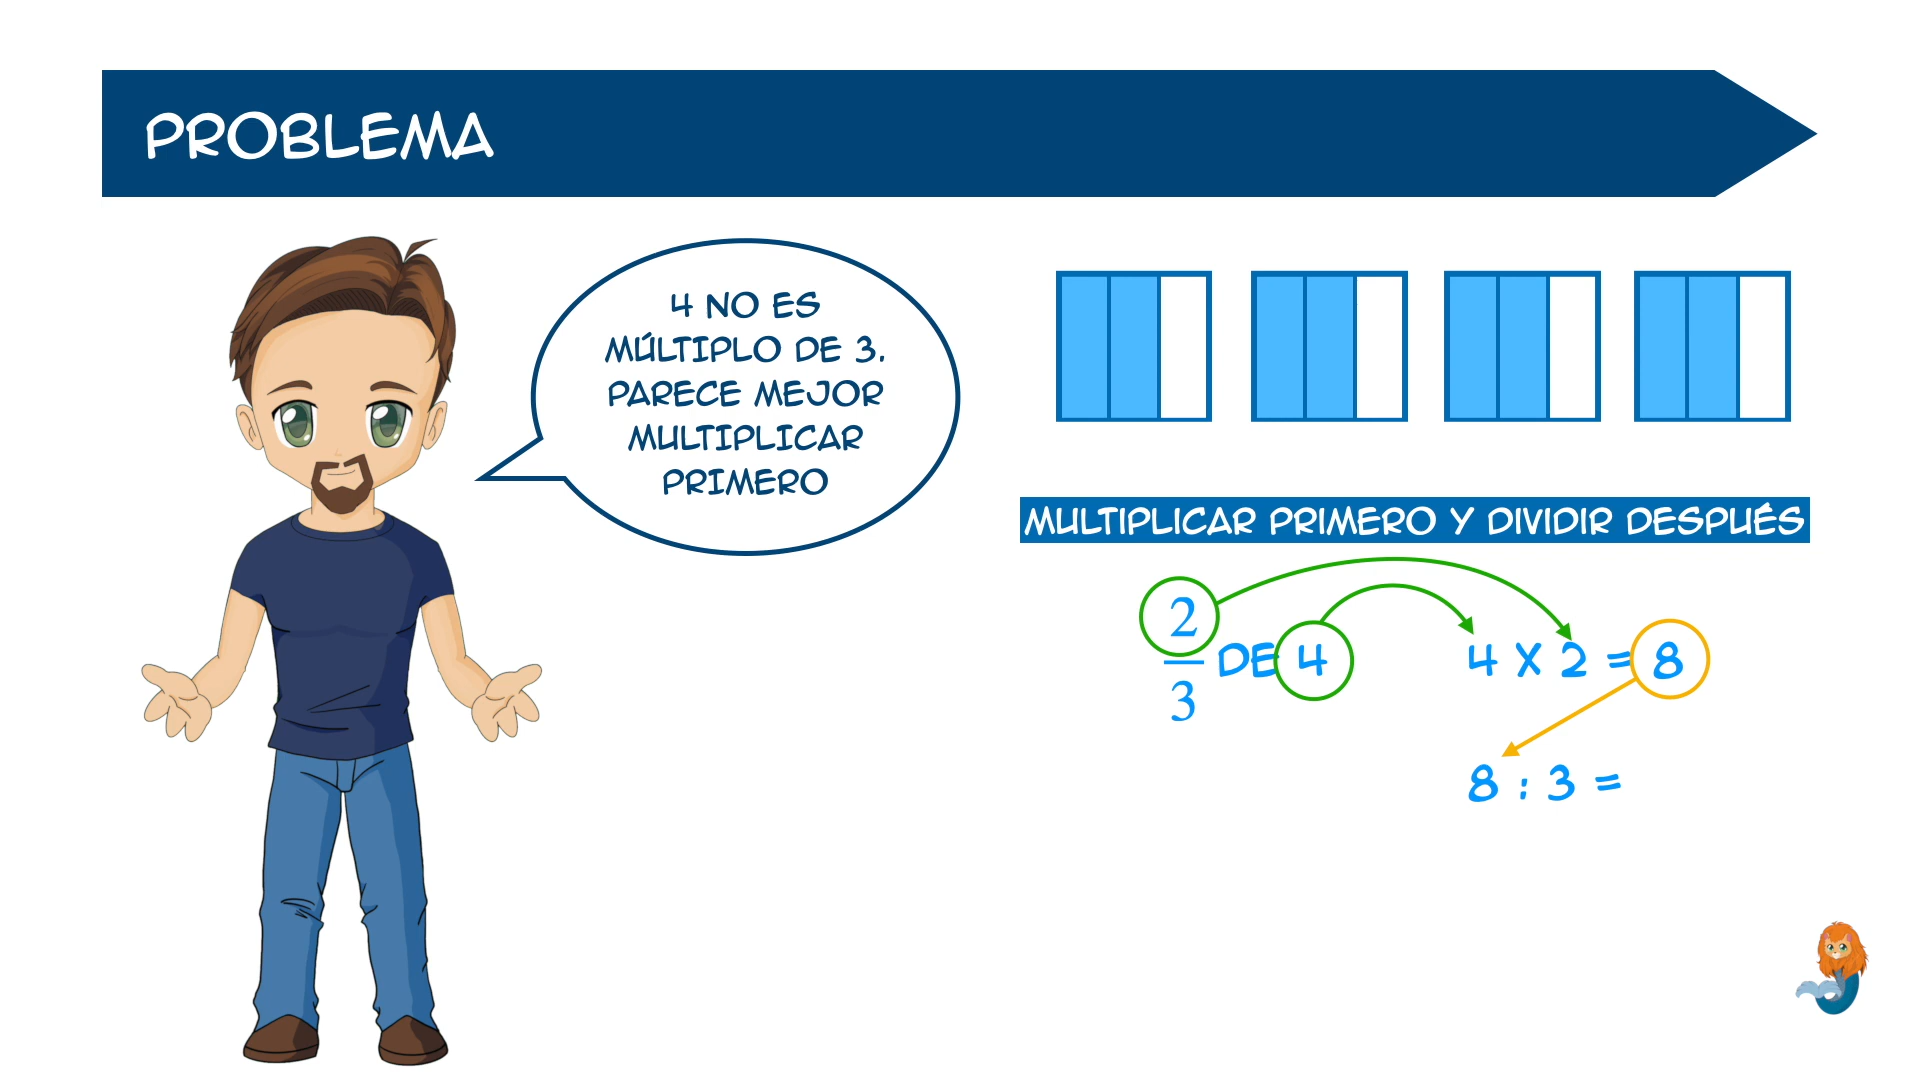 PROBLEMA
4 NO ES
MÚLTIPLO DE 3.
PARECE MEJOR
MULTIPLICAR
PRIMERO
MULTIPLICAR PRIMERO Y DIVIDIR DESPUÉS
2/3 DE 4
4 X 2 = 8
8 : 3 =